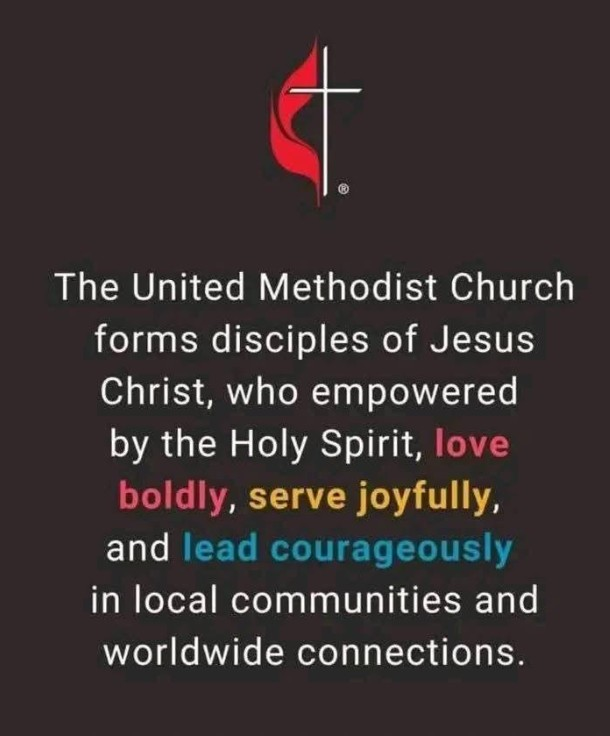 ®
The United Methodist Church
forms disciples of Jesus
Christ, who empowered
by the Holy Spirit, love
boldly, serve joyfully,
and lead courageously
in local communities and
worldwide connections.